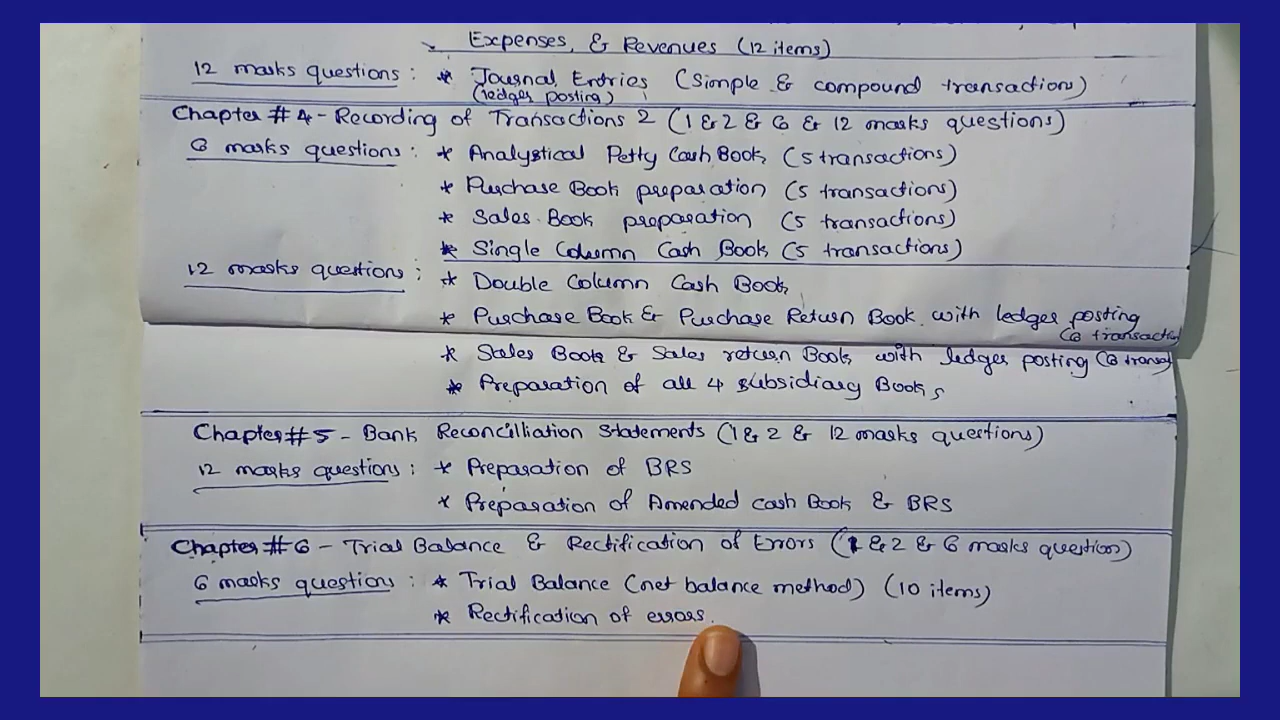 Expenses, & Revenues (12 items)
12 marks questions : * Journal Entries (Simple & compound transactions)
(ledger posting)
Chapter # 4 - Recording of Transactions 2 (1 & 2 & 6 & 12 marks questions)
6 marks questions : * Analytical Petty Cash Book (5 transactions)
* Purchase Book preparation (5 transactions)
* Sales Book preparation (5 transactions)
* Single Column Cash Book (5 transactions)
12 marks questions : * Double Column Cash Book
* Purchase Book & Purchase Return Book with ledger posting
(6 transactn
* Sales Book & Sales return Book with ledger posting (6 trans)
* Preparation of all 4 subsidiary Books
Chapter # 5 - Bank Reconcilliation Statements (1 & 2 & 12 marks questions)
12 marks questions : * Preparation of BRS
* Preparation of Amended cash Book & BRS
Chapter # 6 - Trial Balance & Rectification of Errors (1 & 2 & 6 marks question)
6 marks questions : * Trial Balance (net balance method) (10 items)
* Rectification of errors.